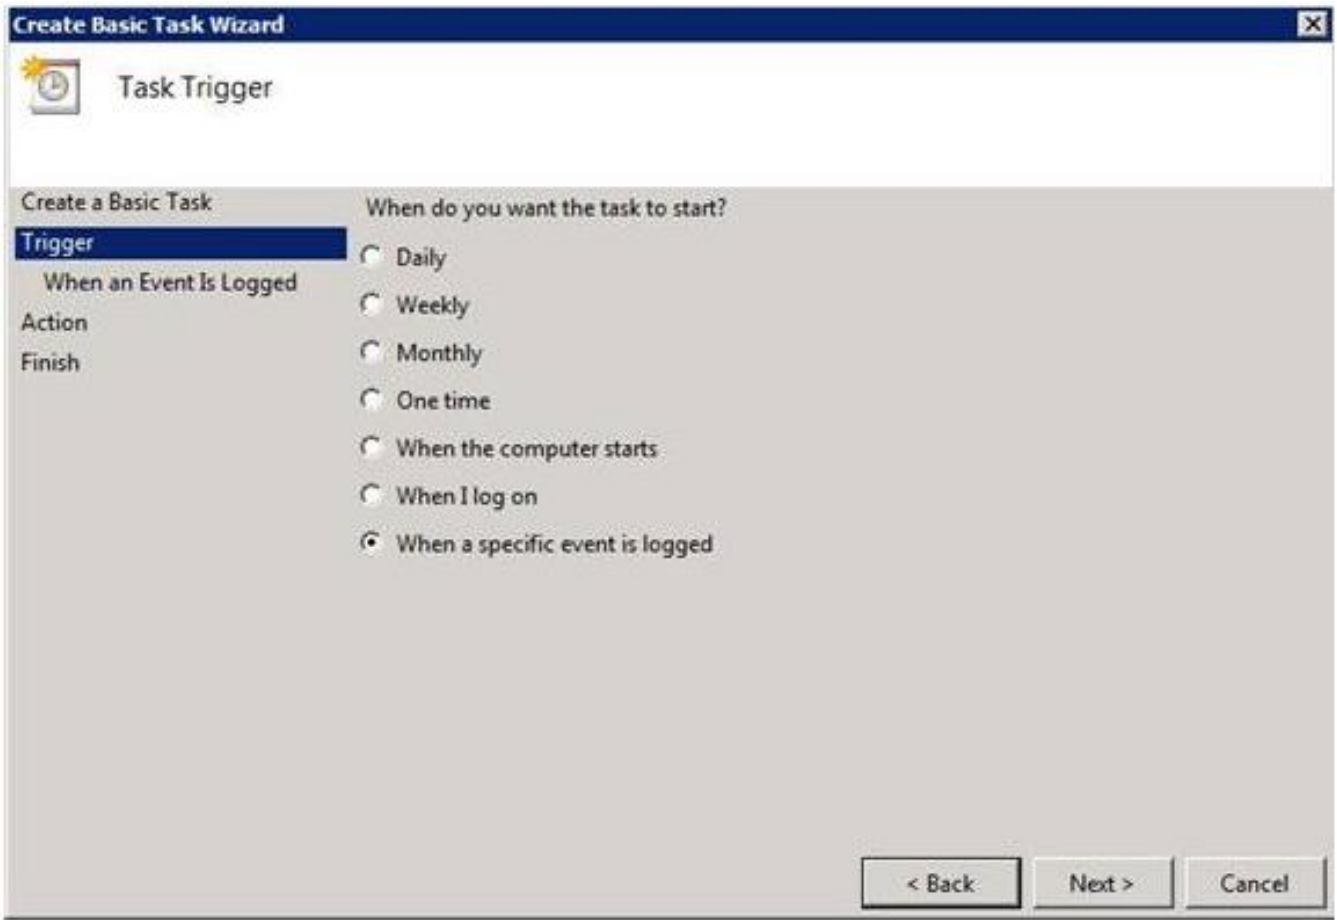 Create Basic Task Wizard
Task Trigger
Create a Basic Task
Trigger
When an Event Is Logged
Action
Finish
When do you want the task to start?
Daily
Weekly
Monthly
One time
When the computer starts
When I log on
When a specific event is logged
< Back
Next >
Cancel